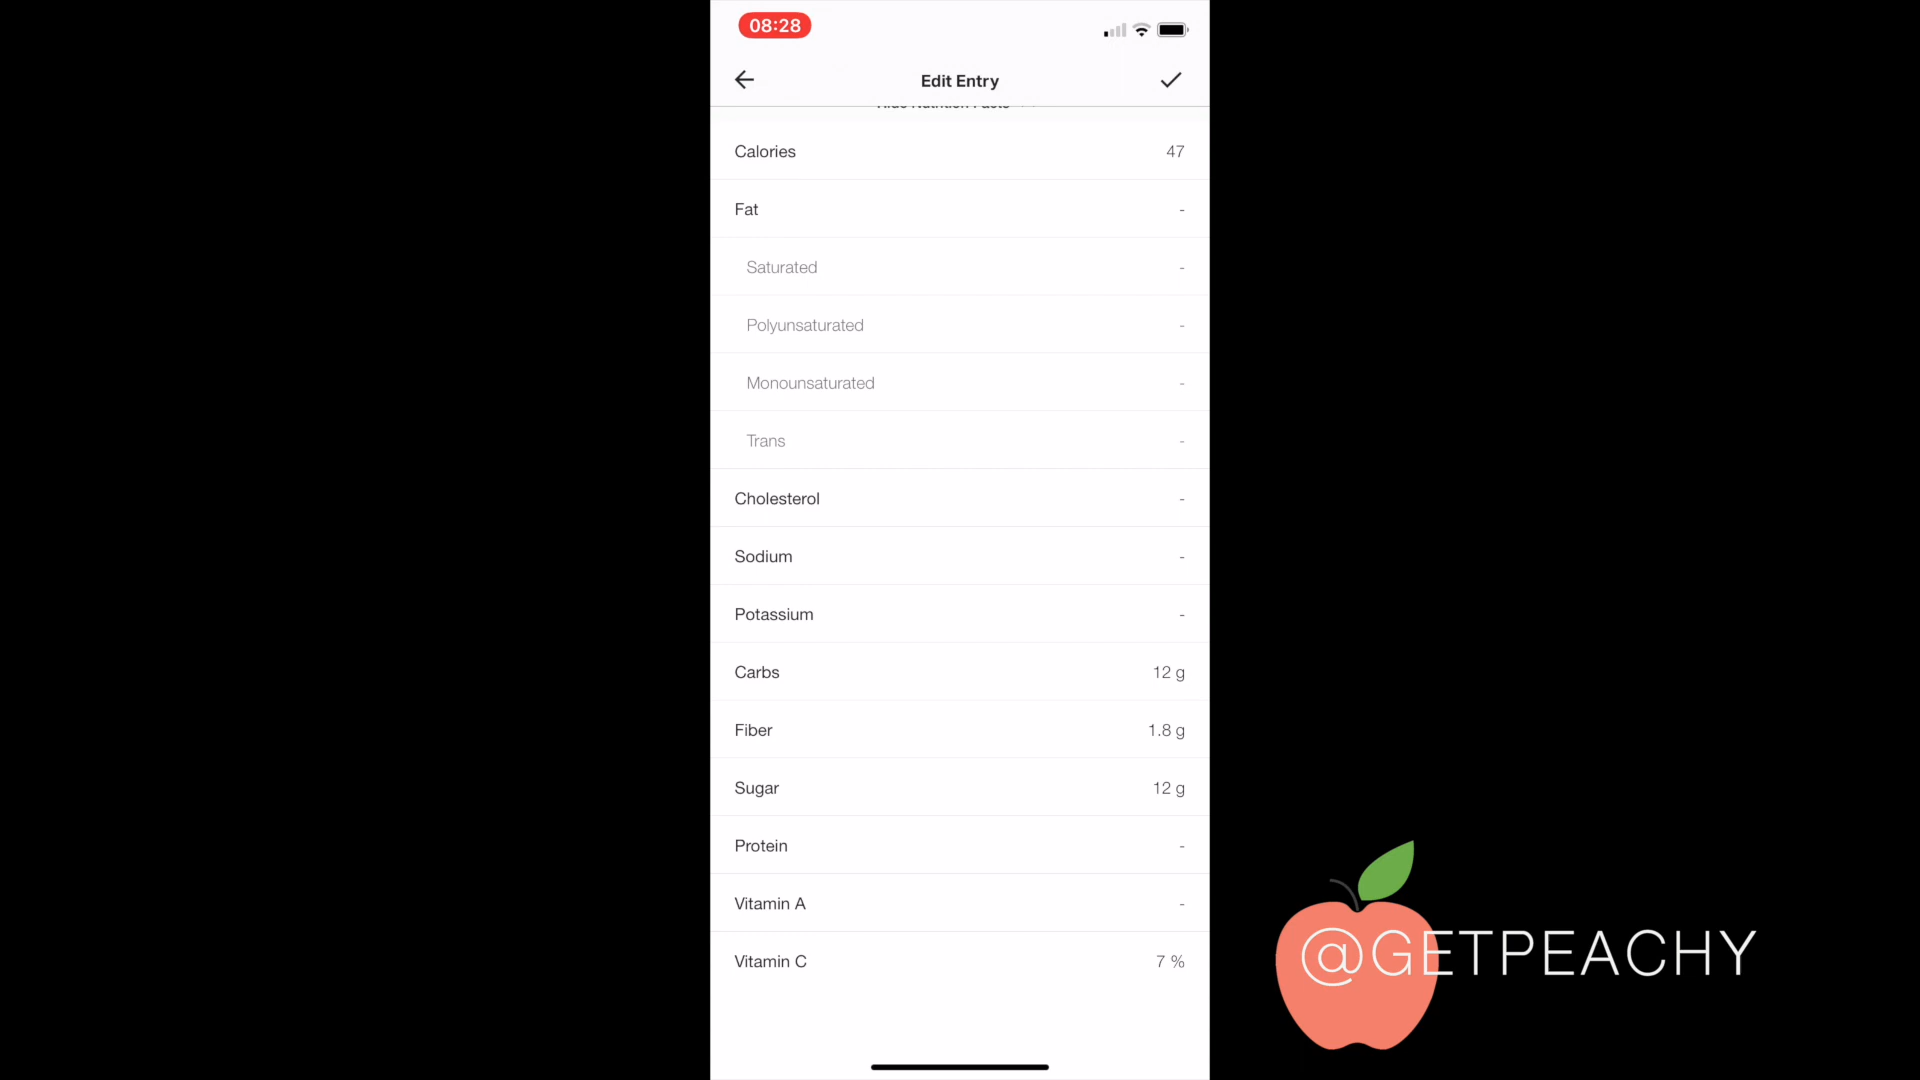 08:28
Edit Entry
Calories 47
Fat -
Saturated -
Polyunsaturated -
Monounsaturated -
Trans -
Cholesterol -
Sodium -
Potassium -
Carbs 12 g
Fiber 1.8 g
Sugar 12 g
Protein -
Vitamin A -
Vitamin C 7 %
@GETPEACHY